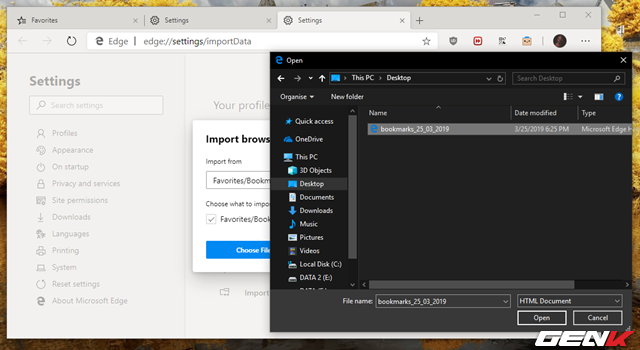 Favorites
Settings
Settings
Edge
edge://settings/importData
Settings
Search settings
Profiles
Appearance
On startup
Privacy and services
Site permissions
Downloads
Languages
Printing
System
Reset settings
About Microsoft Edge
Your profile
Import brows
Import from
Favorites/Bookm
Choose what to import
Favorites/Boo
Choose File
Import
Open
This PC
Desktop
Search Desktop
Organise
New folder
Name
Date modified
Type
bookmarks_25_03_2019
3/25/2019 6:25 PM
Microsoft Edge H
Quick access
OneDrive
This PC
3D Objects
Desktop
Documents
Downloads
Music
Pictures
Videos
Local Disk (C:)
DATA 2 (E:)
File name:
bookmarks_25_03_2019
HTML Document
Open
Cancel
GENK